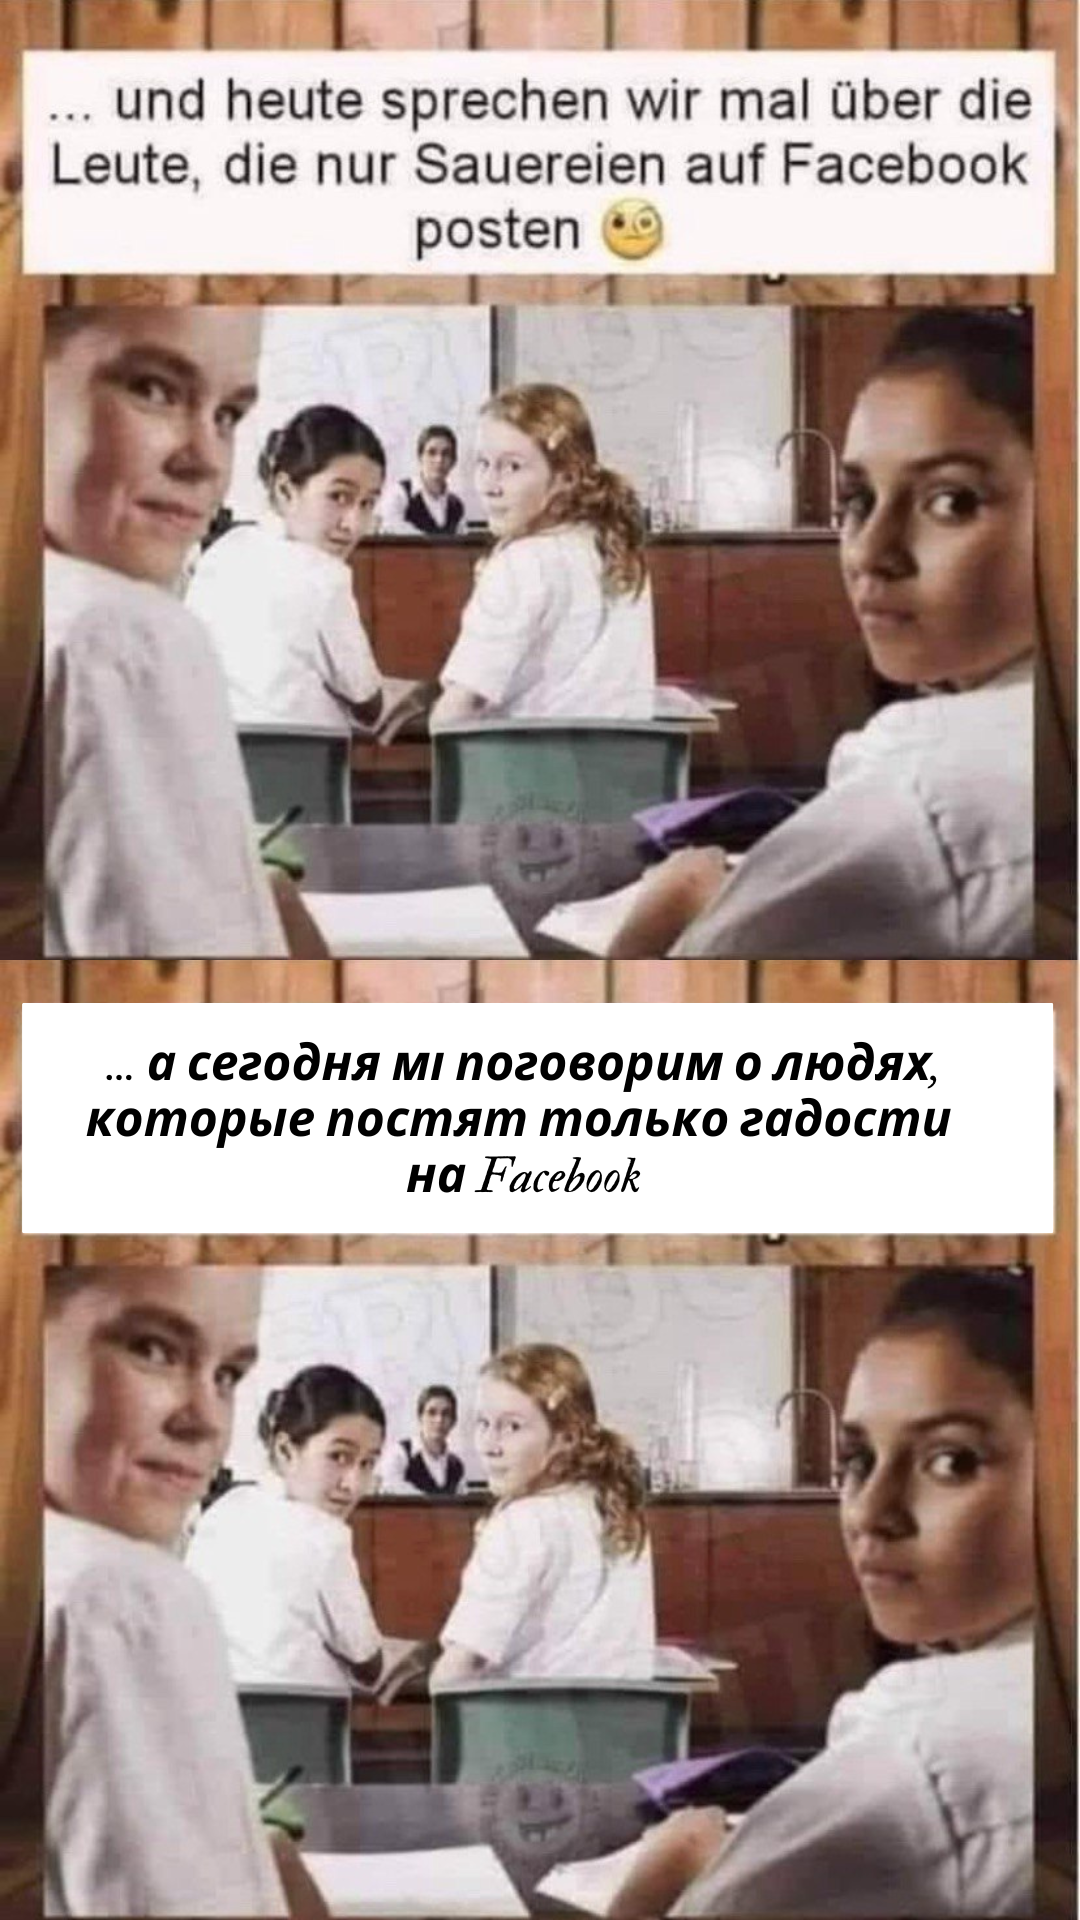 ... und heute sprechen wir mal über die
Leute, die nur Sauereien auf Facebook
posten 🧐
... а сегодня мı поговорим о людях,
которые постят только гадости
на Facebook